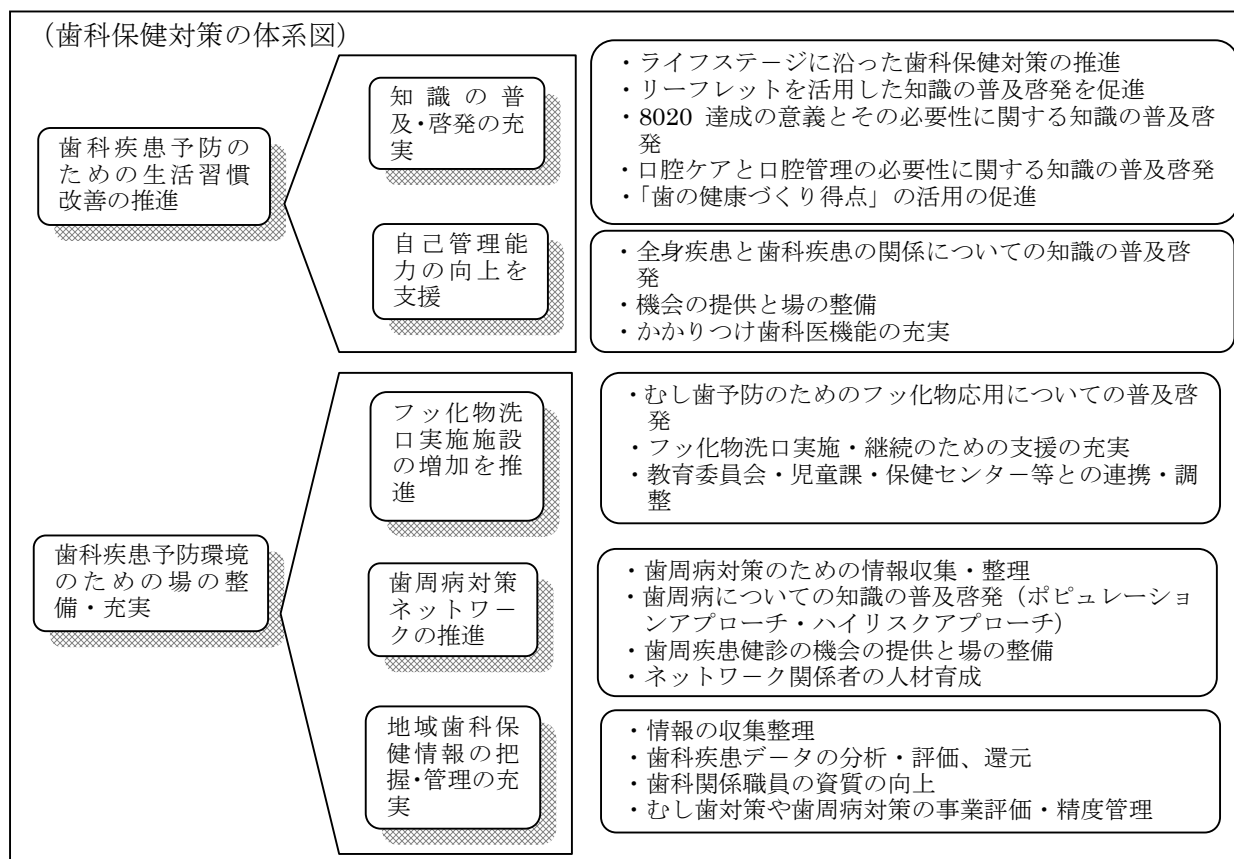 （歯科保健対策の体系図）
歯科疾患予防の
ための生活習慣
改善の推進
知識の普
及・啓発の充
実
・ライフステ－ジに沿った歯科保健対策の推進
・リーフレットを活用した知識の普及啓発を促進
・8020 達成の意義とその必要性に関する知識の普及啓
発
・口腔ケアと口腔管理の必要性に関する知識の普及啓発
・「歯の健康づくり得点」の活用の促進
自己管理能
力の向上を
支援
・全身疾患と歯科疾患の関係についての知識の普及啓
発
・機会の提供と場の整備
・かかりつけ歯科医機能の充実
歯科疾患予防環境
のための場の整
備・充実
フッ化物洗
口実施施設
の増加を推
進
・むし歯予防のためのフッ化物応用についての普及啓
発
・フッ化物洗口実施・継続のための支援の充実
・教育委員会・児童課・保健センタ－等との連携・調
整
歯周病対策
ネットワ－
クの推進
・歯周病対策のための情報収集・整理
・歯周病についての知識の普及啓発（ポピュレーション
アプローチ・ハイリスクアプローチ）
・歯周疾患健診の機会の提供と場の整備
・ネットワ－ク関係者の人材育成
地域歯科保
健情報の把
握・管理の充
実
・情報の収集整理
・歯科疾患デ－タの分析・評価、還元
・歯科関係職員の資質の向上
・むし歯対策や歯周病対策の事業評価・精度管理